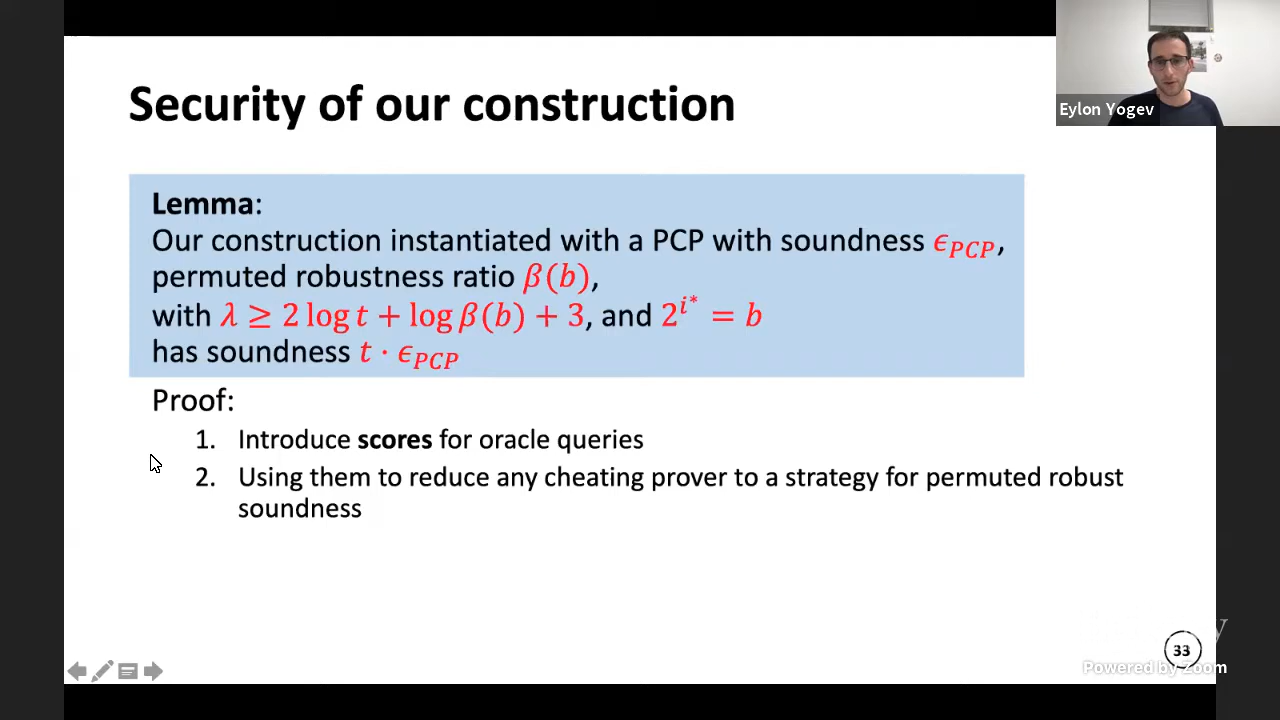 Security of our construction
Eylon Yogev
Lemma:
Our construction instantiated with a PCP with soundness ϵ_PCP,
permuted robustness ratio β(b),
with λ ≥ 2 log t + log β(b) + 3, and 2^{i*} = b
has soundness t · ϵ_PCP
Proof:
1. Introduce scores for oracle queries
2. Using them to reduce any cheating prover to a strategy for permuted robust
soundness
33
Powered by Zoom